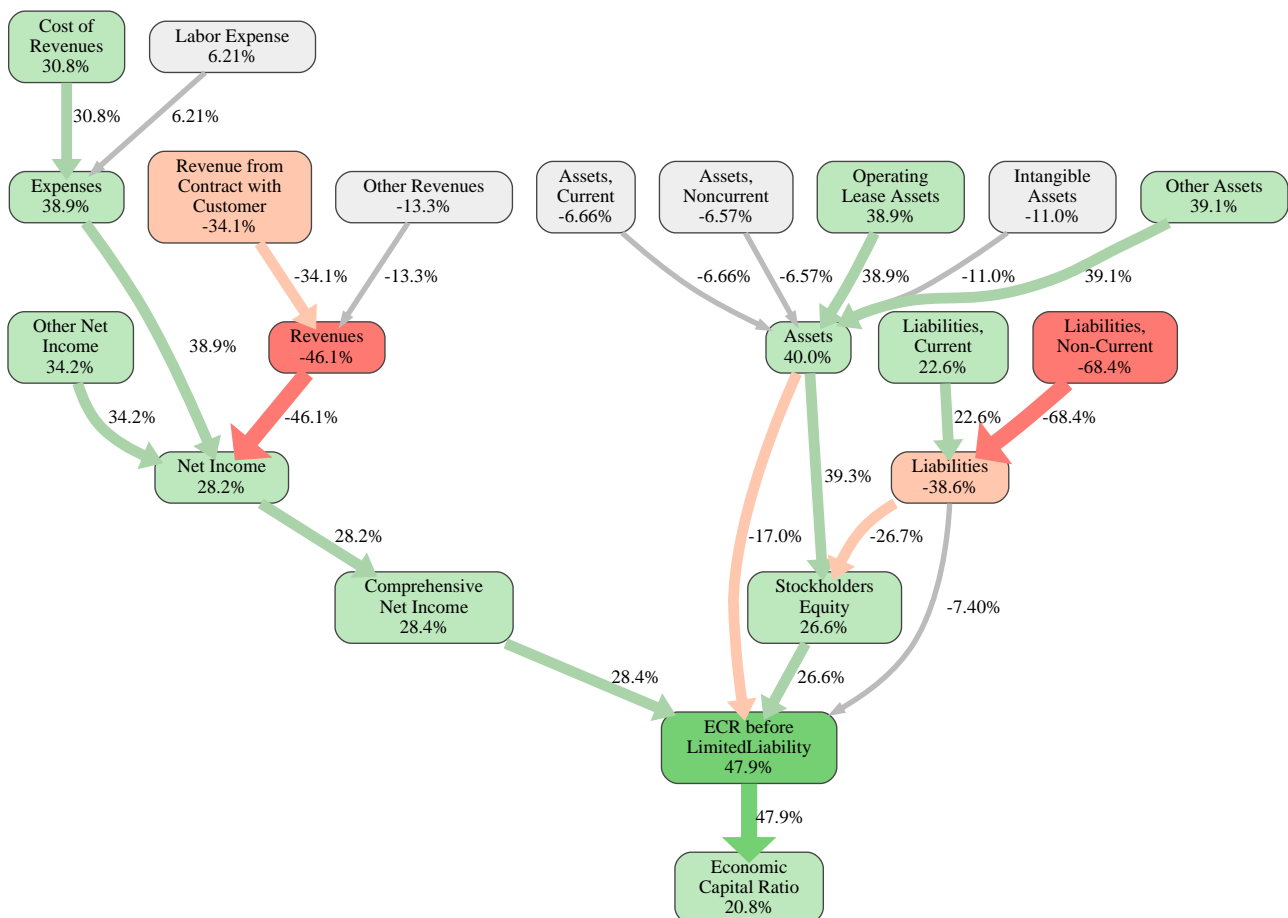 Cost of
Revenues
30.8%
Labor Expense
6.21%
30.8%
6.21%
Expenses
38.9%
Revenue from
Contract with
Customer
-34.1%
Other Revenues
-13.3%
Assets,
Current
-6.66%
Assets,
Noncurrent
-6.57%
Operating
Lease Assets
38.9%
Intangible
Assets
-11.0%
Other Assets
39.1%
-34.1%
-13.3%
-6.66%
-6.57%
38.9%
-11.0%
39.1%
Other Net
Income
34.2%
38.9%
Revenues
-46.1%
Assets
40.0%
Liabilities,
Current
22.6%
Liabilities,
Non-Current
-68.4%
34.2%
-46.1%
22.6%
-68.4%
Net Income
28.2%
39.3%
Liabilities
-38.6%
28.2%
-17.0%
-26.7%
Comprehensive
Net Income
28.4%
Stockholders
Equity
26.6%
-7.40%
28.4%
26.6%
ECR before
LimitedLiability
47.9%
47.9%
Economic
Capital Ratio
20.8%